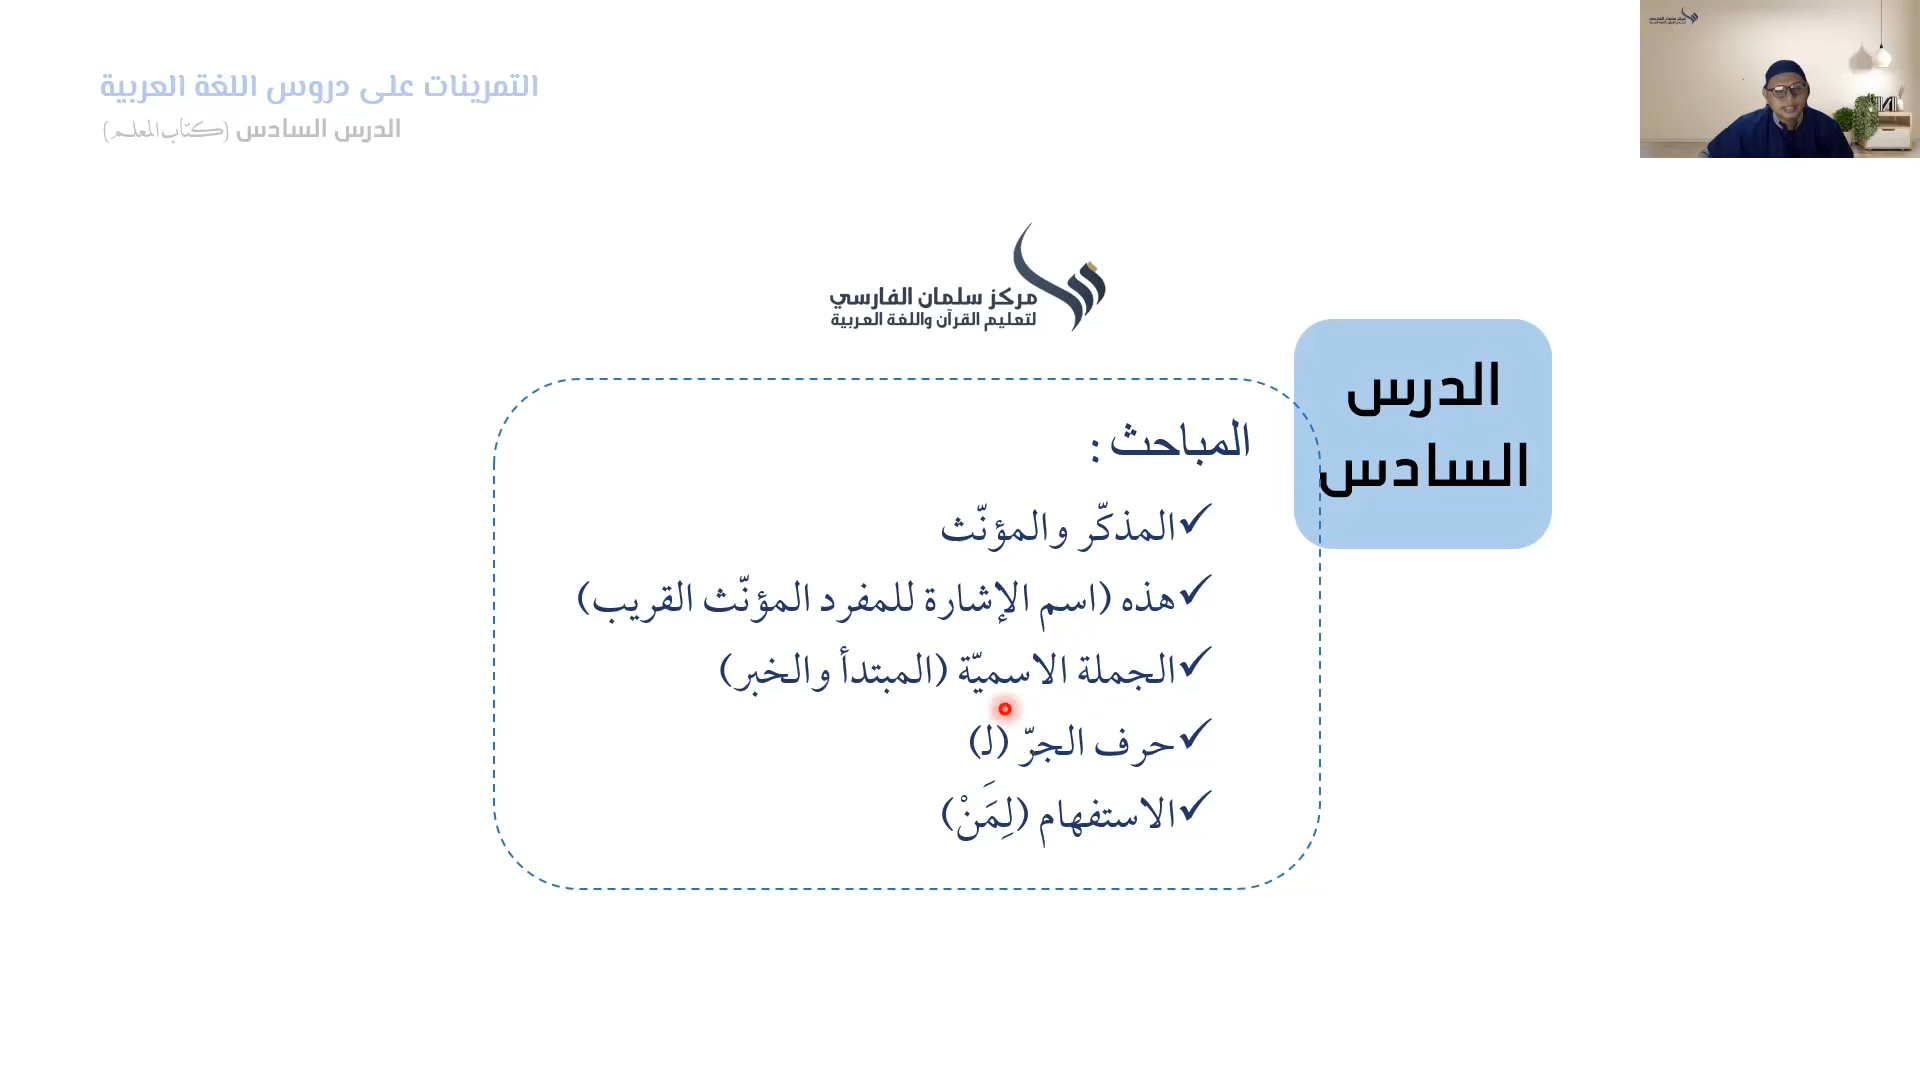 التمرينات على دروس اللغة العربية
الدرس السادس (كتاب المعلم)
مركز سلمان الفارسي
لتعليم القرآن واللغة العربية
الدرس
السادس
المباحث :
المذكّر والمؤنّث
هذه (اسم الإشارة للمفرد المؤنّث القريب)
الجملة الاسميّة (المبتدأ والخبر)
حرف الجرّ (لـ)
الاستفهام (لِمَنْ)